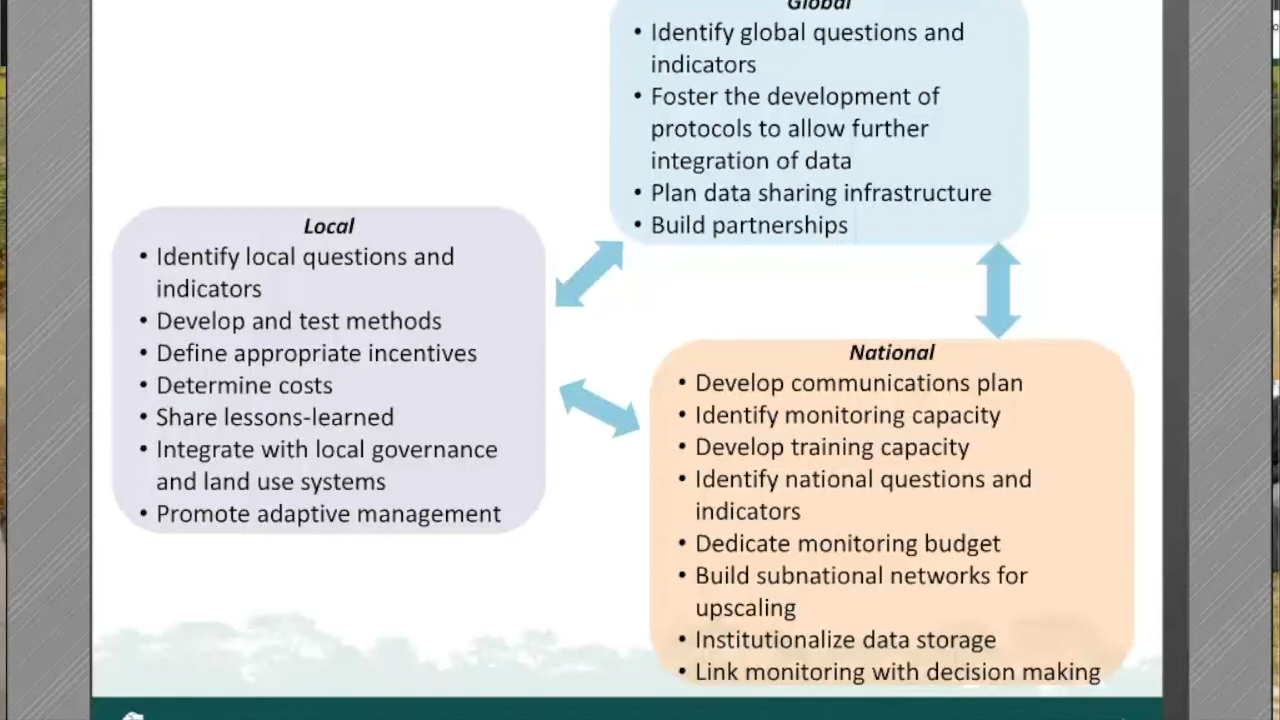 Global
• Identify global questions and
indicators
• Foster the development of
protocols to allow further
integration of data
• Plan data sharing infrastructure
• Build partnerships
Local
• Identify local questions and
indicators
• Develop and test methods
• Define appropriate incentives
• Determine costs
• Share lessons-learned
• Integrate with local governance
and land use systems
• Promote adaptive management
National
• Develop communications plan
• Identify monitoring capacity
• Develop training capacity
• Identify national questions and
indicators
• Dedicate monitoring budget
• Build subnational networks for
upscaling
• Institutionalize data storage
• Link monitoring with decision making